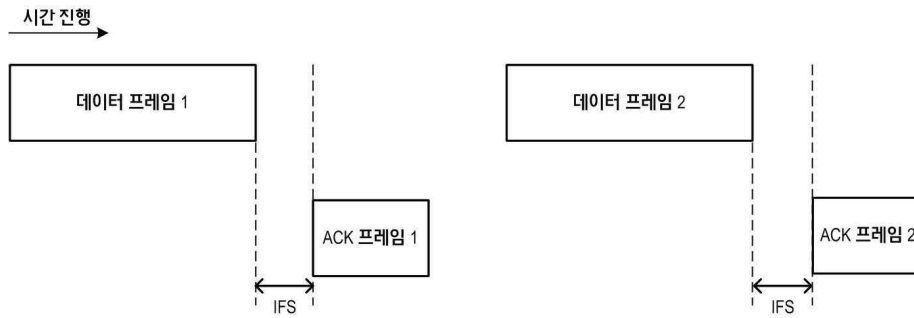 시간 진행
데이터 프레임 1
데이터 프레임 2
ACK 프레임 1
ACK 프레임 2
IFS
IFS